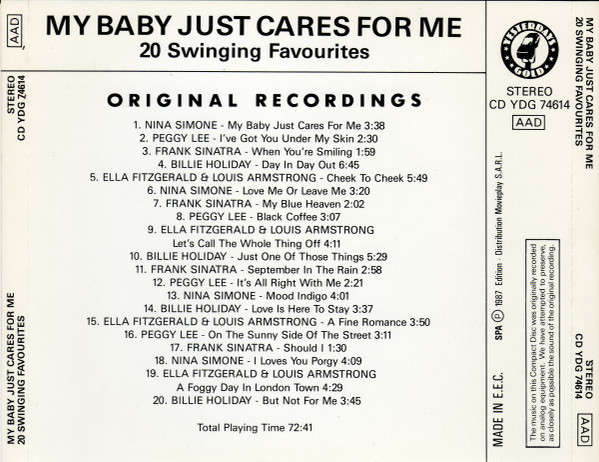 AAD
STEREO
CD YDG 74614
MY BABY JUST CARES FOR ME
20 SWINGING FAVOURITES
MY BABY JUST CARES FOR ME
20 Swinging Favourites
ORIGINAL RECORDINGS
1. NINA SIMONE - My Baby Just Cares For Me 3:38
2. PEGGY LEE - I've Got You Under My Skin 2:30
3. FRANK SINATRA - When You're Smiling 1:59
4. BILLIE HOLIDAY - Day In Day Out 6:45
5. ELLA FITZGERALD & LOUIS ARMSTRONG - Cheek To Cheek 5:49
6. NINA SIMONE - Love Me Or Leave Me 3:20
7. FRANK SINATRA - My Blue Heaven 2:02
8. PEGGY LEE - Black Coffee 3:07
9. ELLA FITZGERALD & LOUIS ARMSTRONG
Let's Call The Whole Thing Off 4:11
10. BILLIE HOLIDAY - Just One Of Those Things 5:29
11. FRANK SINATRA - September In The Rain 2:58
12. PEGGY LEE - It's All Right With Me 2:21
13. NINA SIMONE - Mood Indigo 4:01
14. BILLIE HOLIDAY - Love Is Here To Stay 3:37
15. ELLA FITZGERALD & LOUIS ARMSTRONG - A Fine Romance 3:50
16. PEGGY LEE - On The Sunny Side Of The Street 3:11
17. FRANK SINATRA - Should I 1:30
18. NINA SIMONE - I Loves You Porgy 4:09
19. ELLA FITZGERALD & LOUIS ARMSTRONG
A Foggy Day In London Town 4:29
20. BILLIE HOLIDAY - But Not For Me 3:45
Total Playing Time 72:41
YESTERDAYS
GOLD
STEREO
CD YDG 74614
AAD
MADE IN E.E.C.
SPA Ⓟ 1987 Edition - Distribution Movieplay S.A.R.L.
The music on this Compact Disc was originally recorded
on analog equipment. We have attempted to preserve,
as closely as possible the sound of the original recording.
MY BABY JUST CARES FOR ME
20 SWINGING FAVOURITES
STEREO
CD YDG 74614
AAD